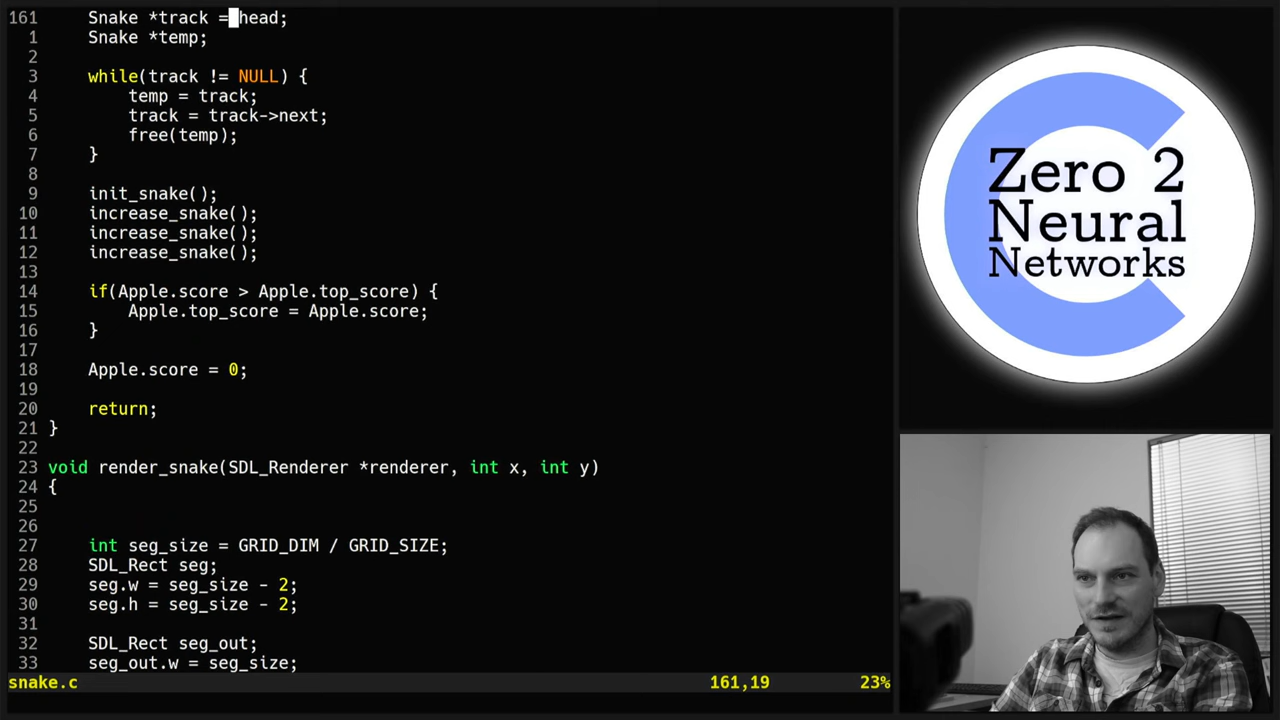 161 Snake *track = head;
1 Snake *temp;
2
3 while(track != NULL) {
4 temp = track;
5 track = track->next;
6 free(temp);
7 }
8
9 init_snake();
10 increase_snake();
11 increase_snake();
12 increase_snake();
13
14 if(Apple.score > Apple.top_score) {
15 Apple.top_score = Apple.score;
16 }
17
18 Apple.score = 0;
19
20 return;
21 }
22
23 void render_snake(SDL_Renderer *renderer, int x, int y)
24 {
25
26
27 int seg_size = GRID_DIM / GRID_SIZE;
28 SDL_Rect seg;
29 seg.w = seg_size - 2;
30 seg.h = seg_size - 2;
31
32 SDL_Rect seg_out;
33 seg_out.w = seg_size;
snake.c 161,19 23%
Zero 2
Neural
Networks